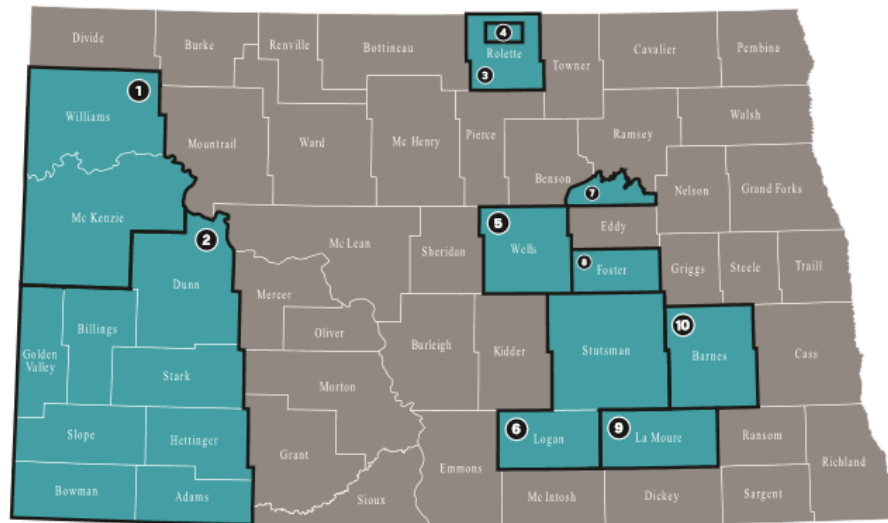 Divide
Burke
Renville
Bottineau
4
Rolette
3
Towner
Cavalier
Pembina
1
Williams
Mountrail
Ward
Mc Henry
Pierce
Benson
Ramsey
Walsh
7
Nelson
Grand Forks
Mc Kenzie
2
Dunn
Mc Lean
Sheridan
5
Wells
Eddy
8
Foster
Griggs
Steele
Traill
Mercer
Oliver
Billings
Golden
Valley
Stark
Burleigh
Kidder
Stutsman
10
Barnes
Cass
Morton
Slope
Hettinger
Grant
6
Logan
9
La Moure
Ransom
Richland
Bowman
Adams
Sioux
Emmons
Mc Intosh
Dickey
Sargent